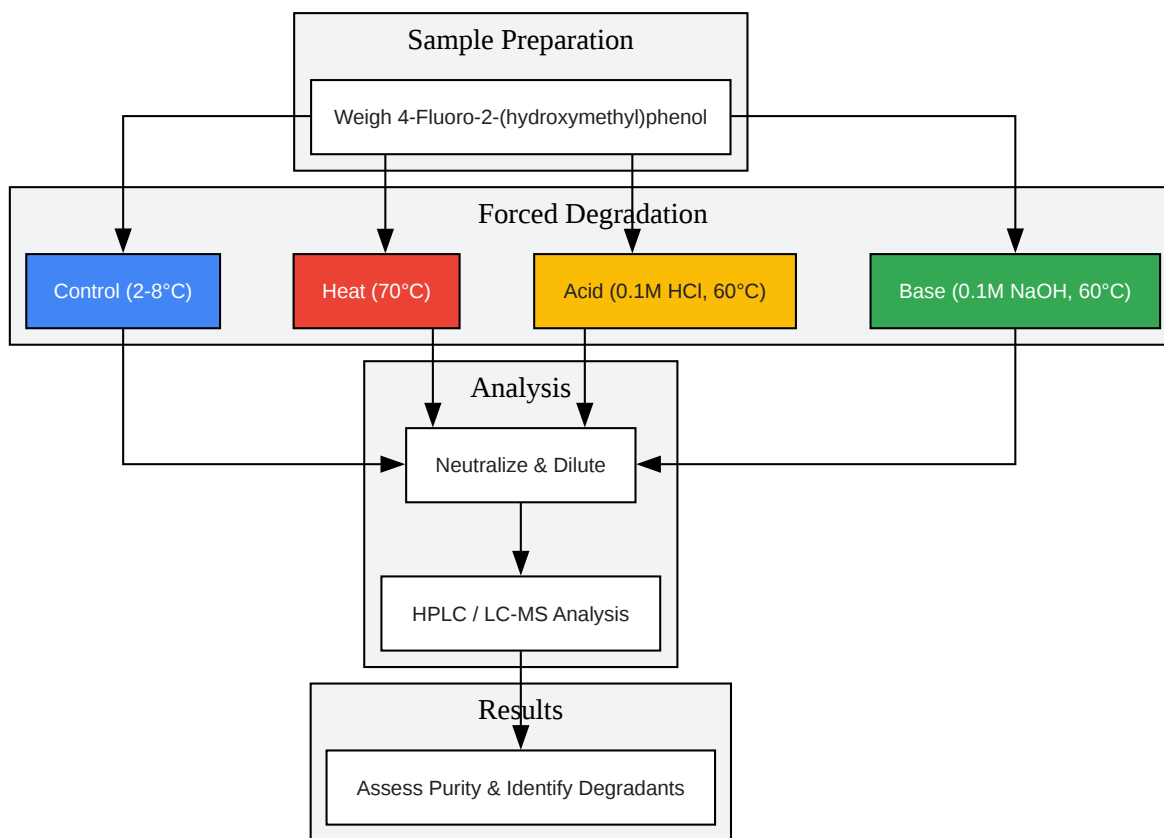 Sample Preparation
Weigh 4-Fluoro-2-(hydroxymethyl)phenol
Forced Degradation
Control (2-8°C)
Heat (70°C)
Acid (0.1M HCl, 60°C)
Base (0.1M NaOH, 60°C)
Analysis
Neutralize & Dilute
HPLC / LC-MS Analysis
Results
Assess Purity & Identify Degradants